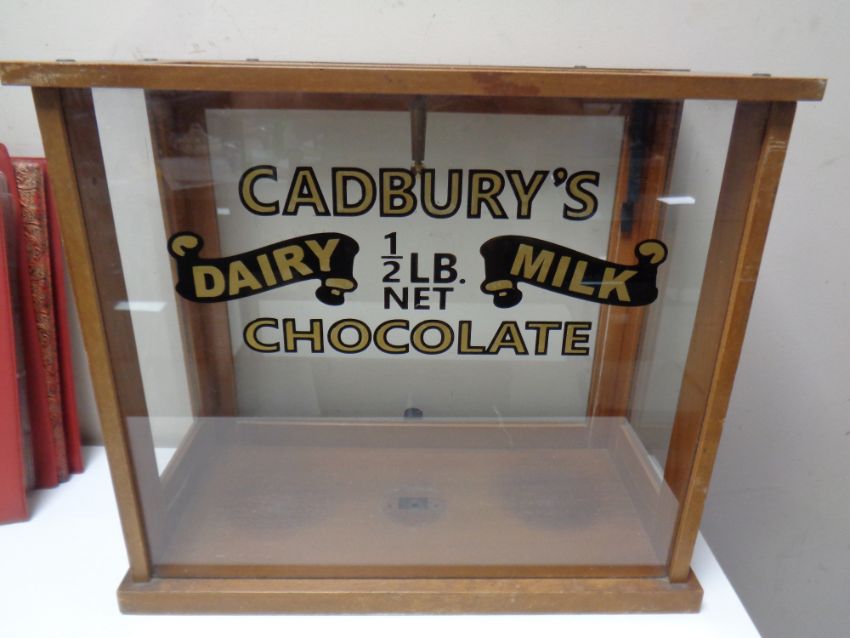 CADBURY'S
DAIRY ½ LB. MILK
NET
CHOCOLATE